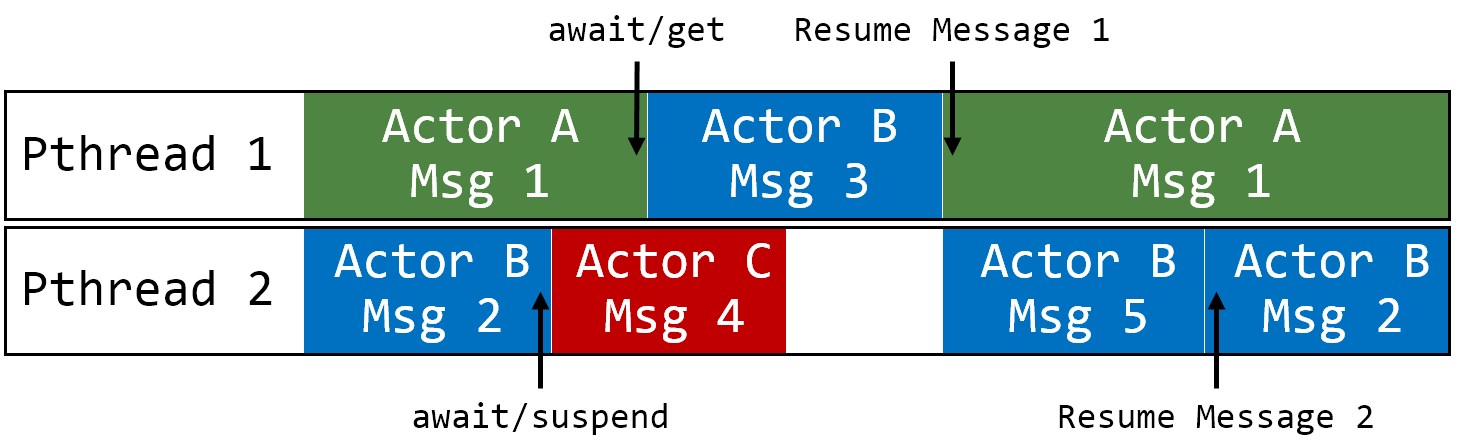 await/get
Resume Message 1
Pthread 1
Actor A
Msg 1
Actor B
Msg 3
Actor A
Msg 1
Pthread 2
Actor B
Msg 2
Actor C
Msg 4
Actor B
Msg 5
Actor B
Msg 2
await/suspend
Resume Message 2